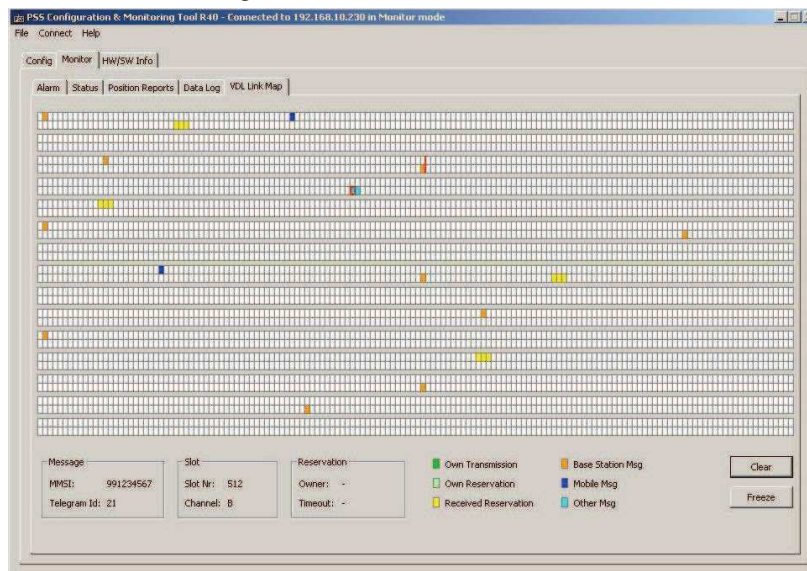 PSS Configuration & Monitoring Tool R40 - Connected to 192.168.10.230 in Monitor mode
File Connect Help
Config Monitor HW/SW Info
Alarm Status Position Reports Data Log VDL Link Map
Message Slot Reservation Own Transmission Base Station Msg Clear
MMSI: 991234567 Slot Nr: 512 Owner: - Own Reservation Mobile Msg
Telegram Id: 21 Channel: B Timeout: - Received Reservation Other Msg Freeze